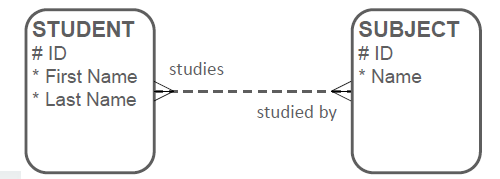 STUDENT
# ID
* First Name
* Last Name
studies
studied by
SUBJECT
# ID
* Name